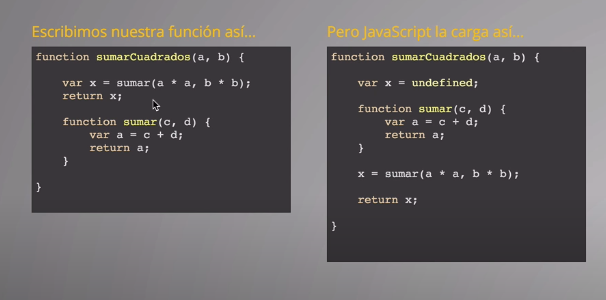 Escribimos nuestra función así...
function sumarCuadrados(a, b) {
var x = sumar(a * a, b * b);
return x;
function sumar(c, d) {
var a = c + d;
return a;
}
}
Pero JavaScript la carga así...
function sumarCuadrados(a, b) {
var x = undefined;
function sumar(c, d) {
var a = c + d;
return a;
}
x = sumar(a * a, b * b);
return x;
}